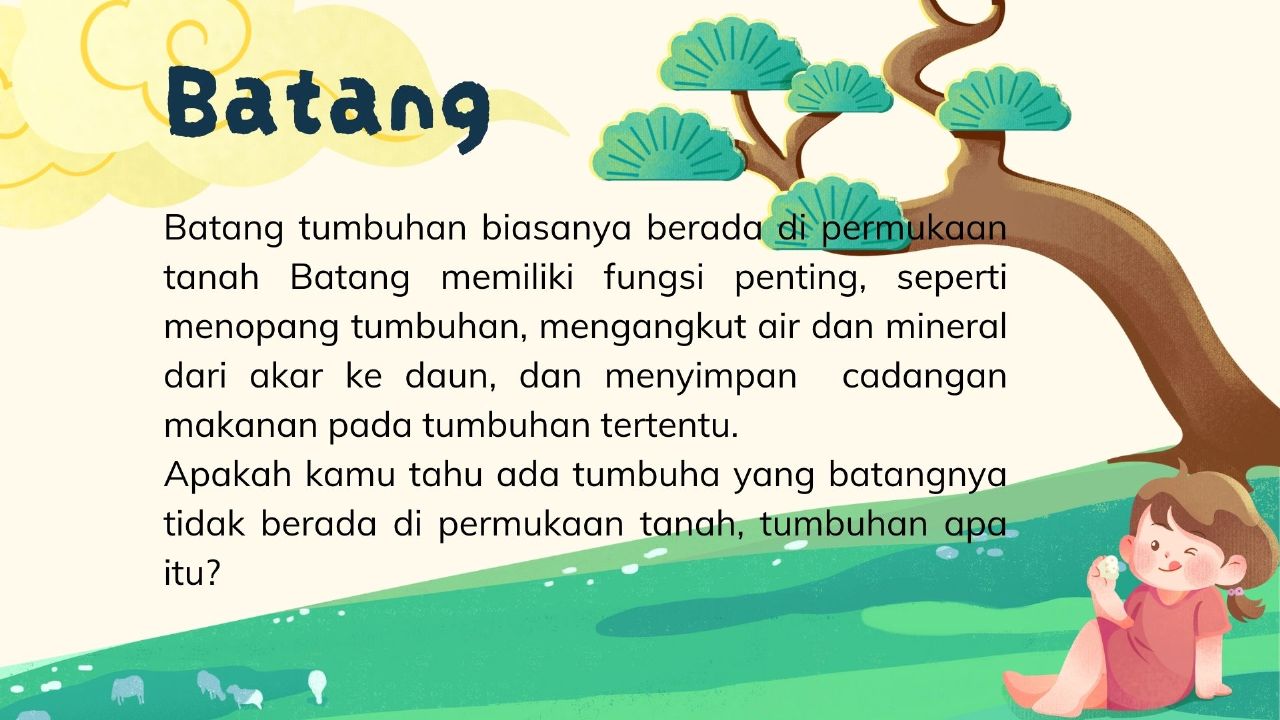 Batang
Batang tumbuhan biasanya berada di permukaan
tanah Batang memiliki fungsi penting, seperti
menopang tumbuhan, mengangkut air dan mineral
dari akar ke daun, dan menyimpan cadangan
makanan pada tumbuhan tertentu.
Apakah kamu tahu ada tumbuha yang batangnya
tidak berada di permukaan tanah, tumbuhan apa
itu?